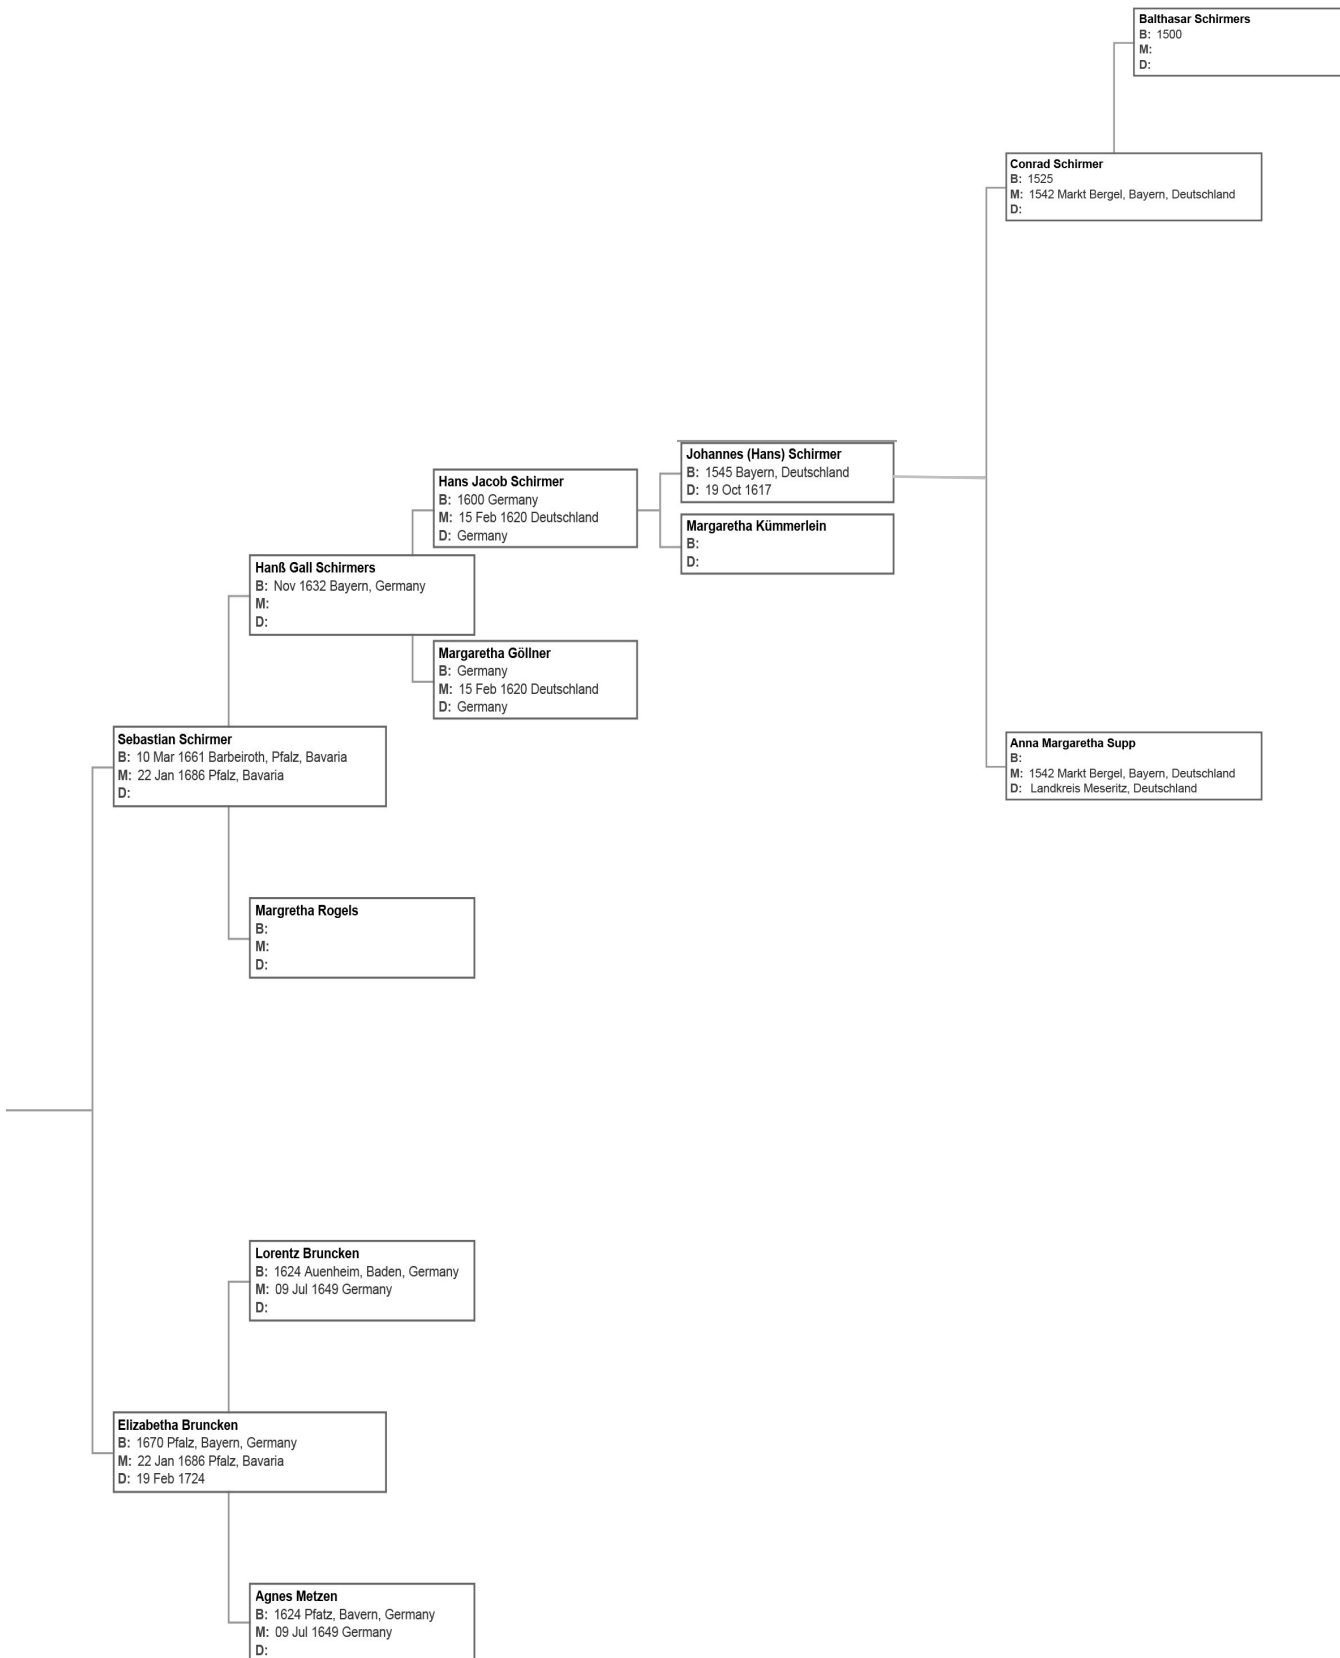 Balthasar Schirmers
B: 1500
M:
D:
Conrad Schirmer
B: 1525
M: 1542 Markt Bergel, Bayern, Deutschland
D:
Johannes (Hans) Schirmer
B: 1545 Bayern, Deutschland
D: 19 Oct 1617
Hans Jacob Schirmer
B: 1600 Germany
M: 15 Feb 1620 Deutschland
D: Germany
Margaretha Kümmerlein
B:
D:
Hanß Gall Schirmers
B: Nov 1632 Bayern, Germany
M:
D:
Margaretha Göllner
B: Germany
M: 15 Feb 1620 Deutschland
D: Germany
Sebastian Schirmer
B: 10 Mar 1661 Barbeiroth, Pfalz, Bavaria
M: 22 Jan 1686 Pfalz, Bavaria
D:
Anna Margaretha Supp
B:
M: 1542 Markt Bergel, Bayern, Deutschland
D: Landkreis Meseritz, Deutschland
Margretha Rogels
B:
M:
D:
Lorentz Bruncken
B: 1624 Auenheim, Baden, Germany
M: 09 Jul 1649 Germany
D:
Elizabetha Bruncken
B: 1670 Pfalz, Bayern, Germany
M: 22 Jan 1686 Pfalz, Bavaria
D: 19 Feb 1724
Agnes Metzen
B: 1624 Pfatz, Bavern, Germany
M: 09 Jul 1649 Germany
D: